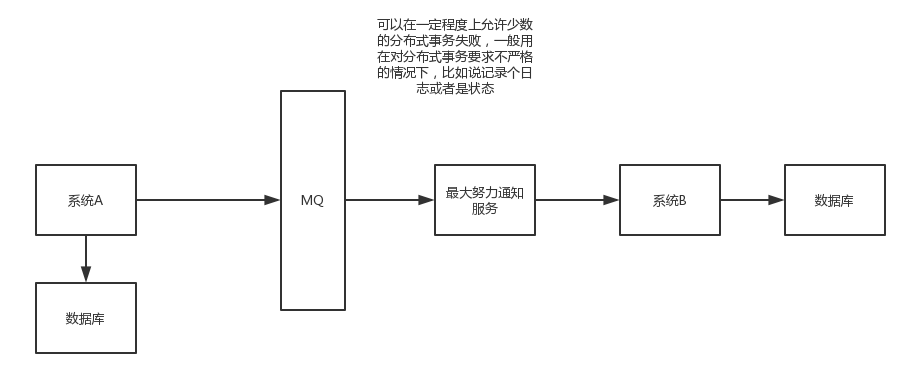 可以在一定程度上允许少数
的分布式事务失败，一般用
在对分布式事务要求不严格
的情况下，比如说记录个日
志或者是状态
系统A
MQ
最大努力通知
服务
系统B
数据库
数据库